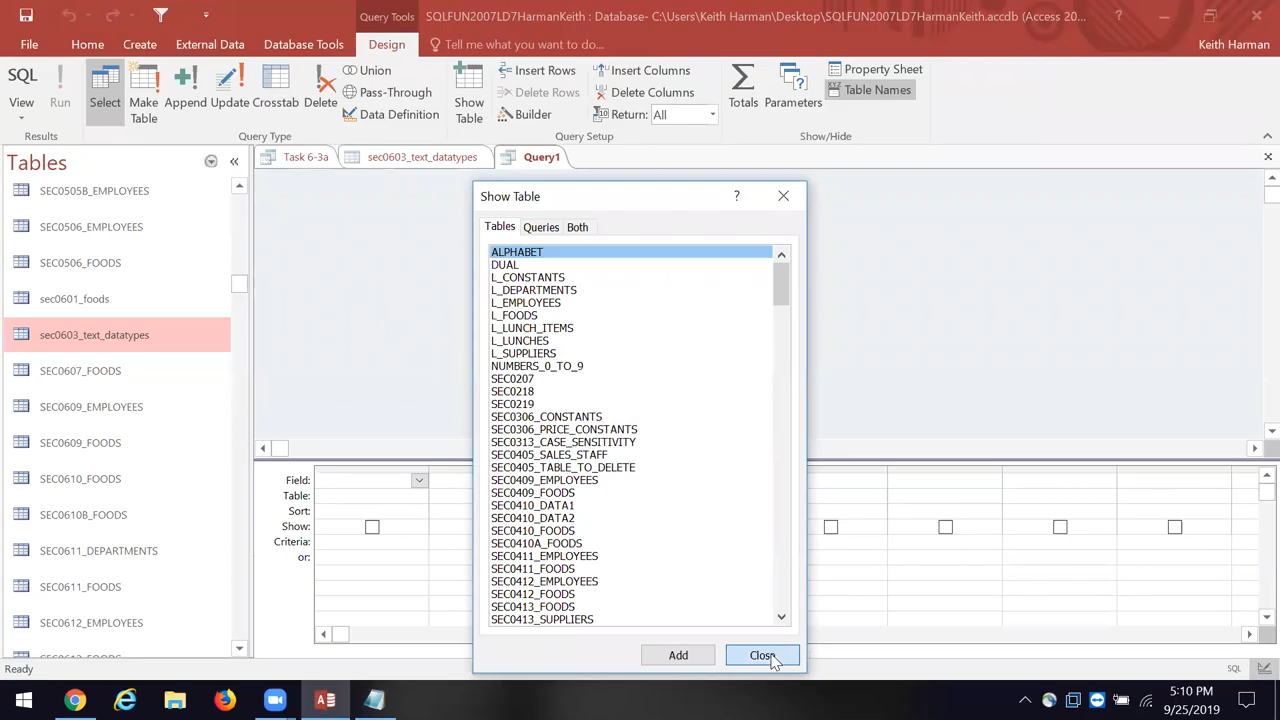 Query Tools
SQLFUN2007LD7HarmanKeith : Database- C:\Users\Keith Harman\Desktop\SQLFUN2007LD7HarmanKeith.accdb (Access 20...
?
File
Home
Create
External Data
Database Tools
Design
Tell me what you want to do...
Keith Harman
SQL
View
Run
Results
Select
Make Table
Append
Update
Crosstab
Delete
Union
Pass-Through
Data Definition
Query Type
Show Table
Insert Rows
Delete Rows
Builder
Insert Columns
Delete Columns
Return: All
Query Setup
Totals
Parameters
Property Sheet
Table Names
Show/Hide
Tables
SEC0505B_EMPLOYEES
SEC0506_EMPLOYEES
SEC0506_FOODS
sec0601_foods
sec0603_text_datatypes
SEC0607_FOODS
SEC0609_EMPLOYEES
SEC0609_FOODS
SEC0610_FOODS
SEC0610B_FOODS
SEC0611_DEPARTMENTS
SEC0611_FOODS
SEC0612_EMPLOYEES
SEC0612_FOODS
Task 6-3a
sec0603_text_datatypes
Query1
Show Table
?
Tables
Queries
Both
ALPHABET
DUAL
L_CONSTANTS
L_DEPARTMENTS
L_EMPLOYEES
L_FOODS
L_LUNCH_ITEMS
L_LUNCHES
L_SUPPLIERS
NUMBERS_0_TO_9
SEC0207
SEC0218
SEC0219
SEC0306_CONSTANTS
SEC0306_PRICE_CONSTANTS
SEC0313_CASE_SENSITIVITY
SEC0405_SALES_STAFF
SEC0405_TABLE_TO_DELETE
SEC0409_EMPLOYEES
SEC0409_FOODS
SEC0410_DATA1
SEC0410_DATA2
SEC0410_FOODS
SEC0410A_FOODS
SEC0411_EMPLOYEES
SEC0411_FOODS
SEC0412_EMPLOYEES
SEC0412_FOODS
SEC0413_FOODS
SEC0413_SUPPLIERS
Add
Close
Field:
Table:
Sort:
Show:
Criteria:
or:
Ready
SQL
5:10 PM
9/25/2019